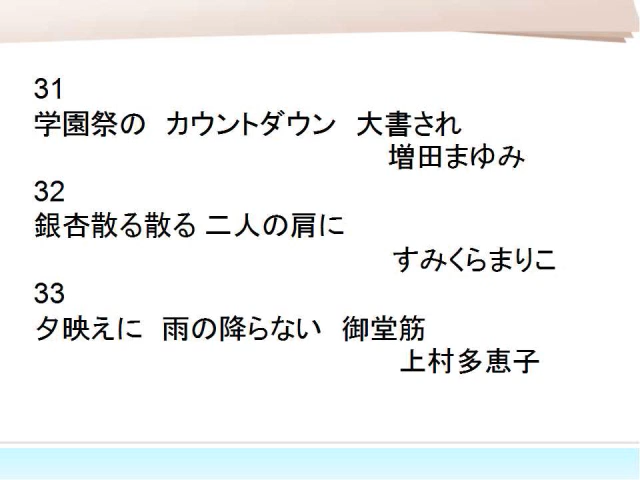 31
学園祭の　カウントダウン　大書され
増田まゆみ
32
銀杏散る散る 二人の肩に
すみくらまりこ
33
夕映えに　雨の降らない　御堂筋
上村多恵子